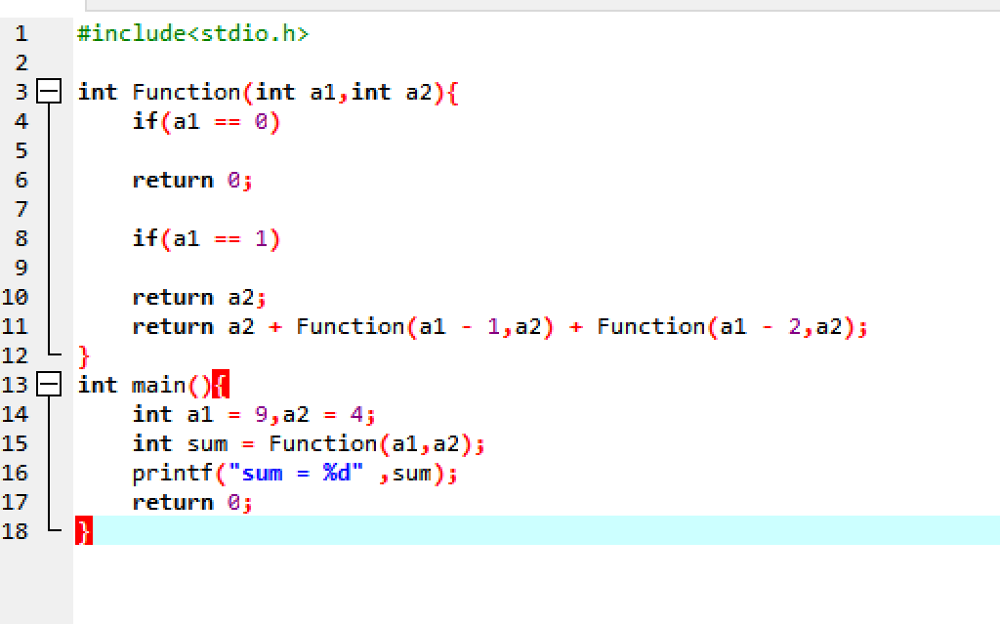 1 #include<stdio.h>
2
3 int Function(int a1,int a2){
4 if(a1 == 0)
5
6 return 0;
7
8 if(a1 == 1)
9
10 return a2;
11 return a2 + Function(a1 - 1,a2) + Function(a1 - 2,a2);
12 }
13 int main(){
14 int a1 = 9,a2 = 4;
15 int sum = Function(a1,a2);
16 printf("sum = %d" ,sum);
17 return 0;
18 }